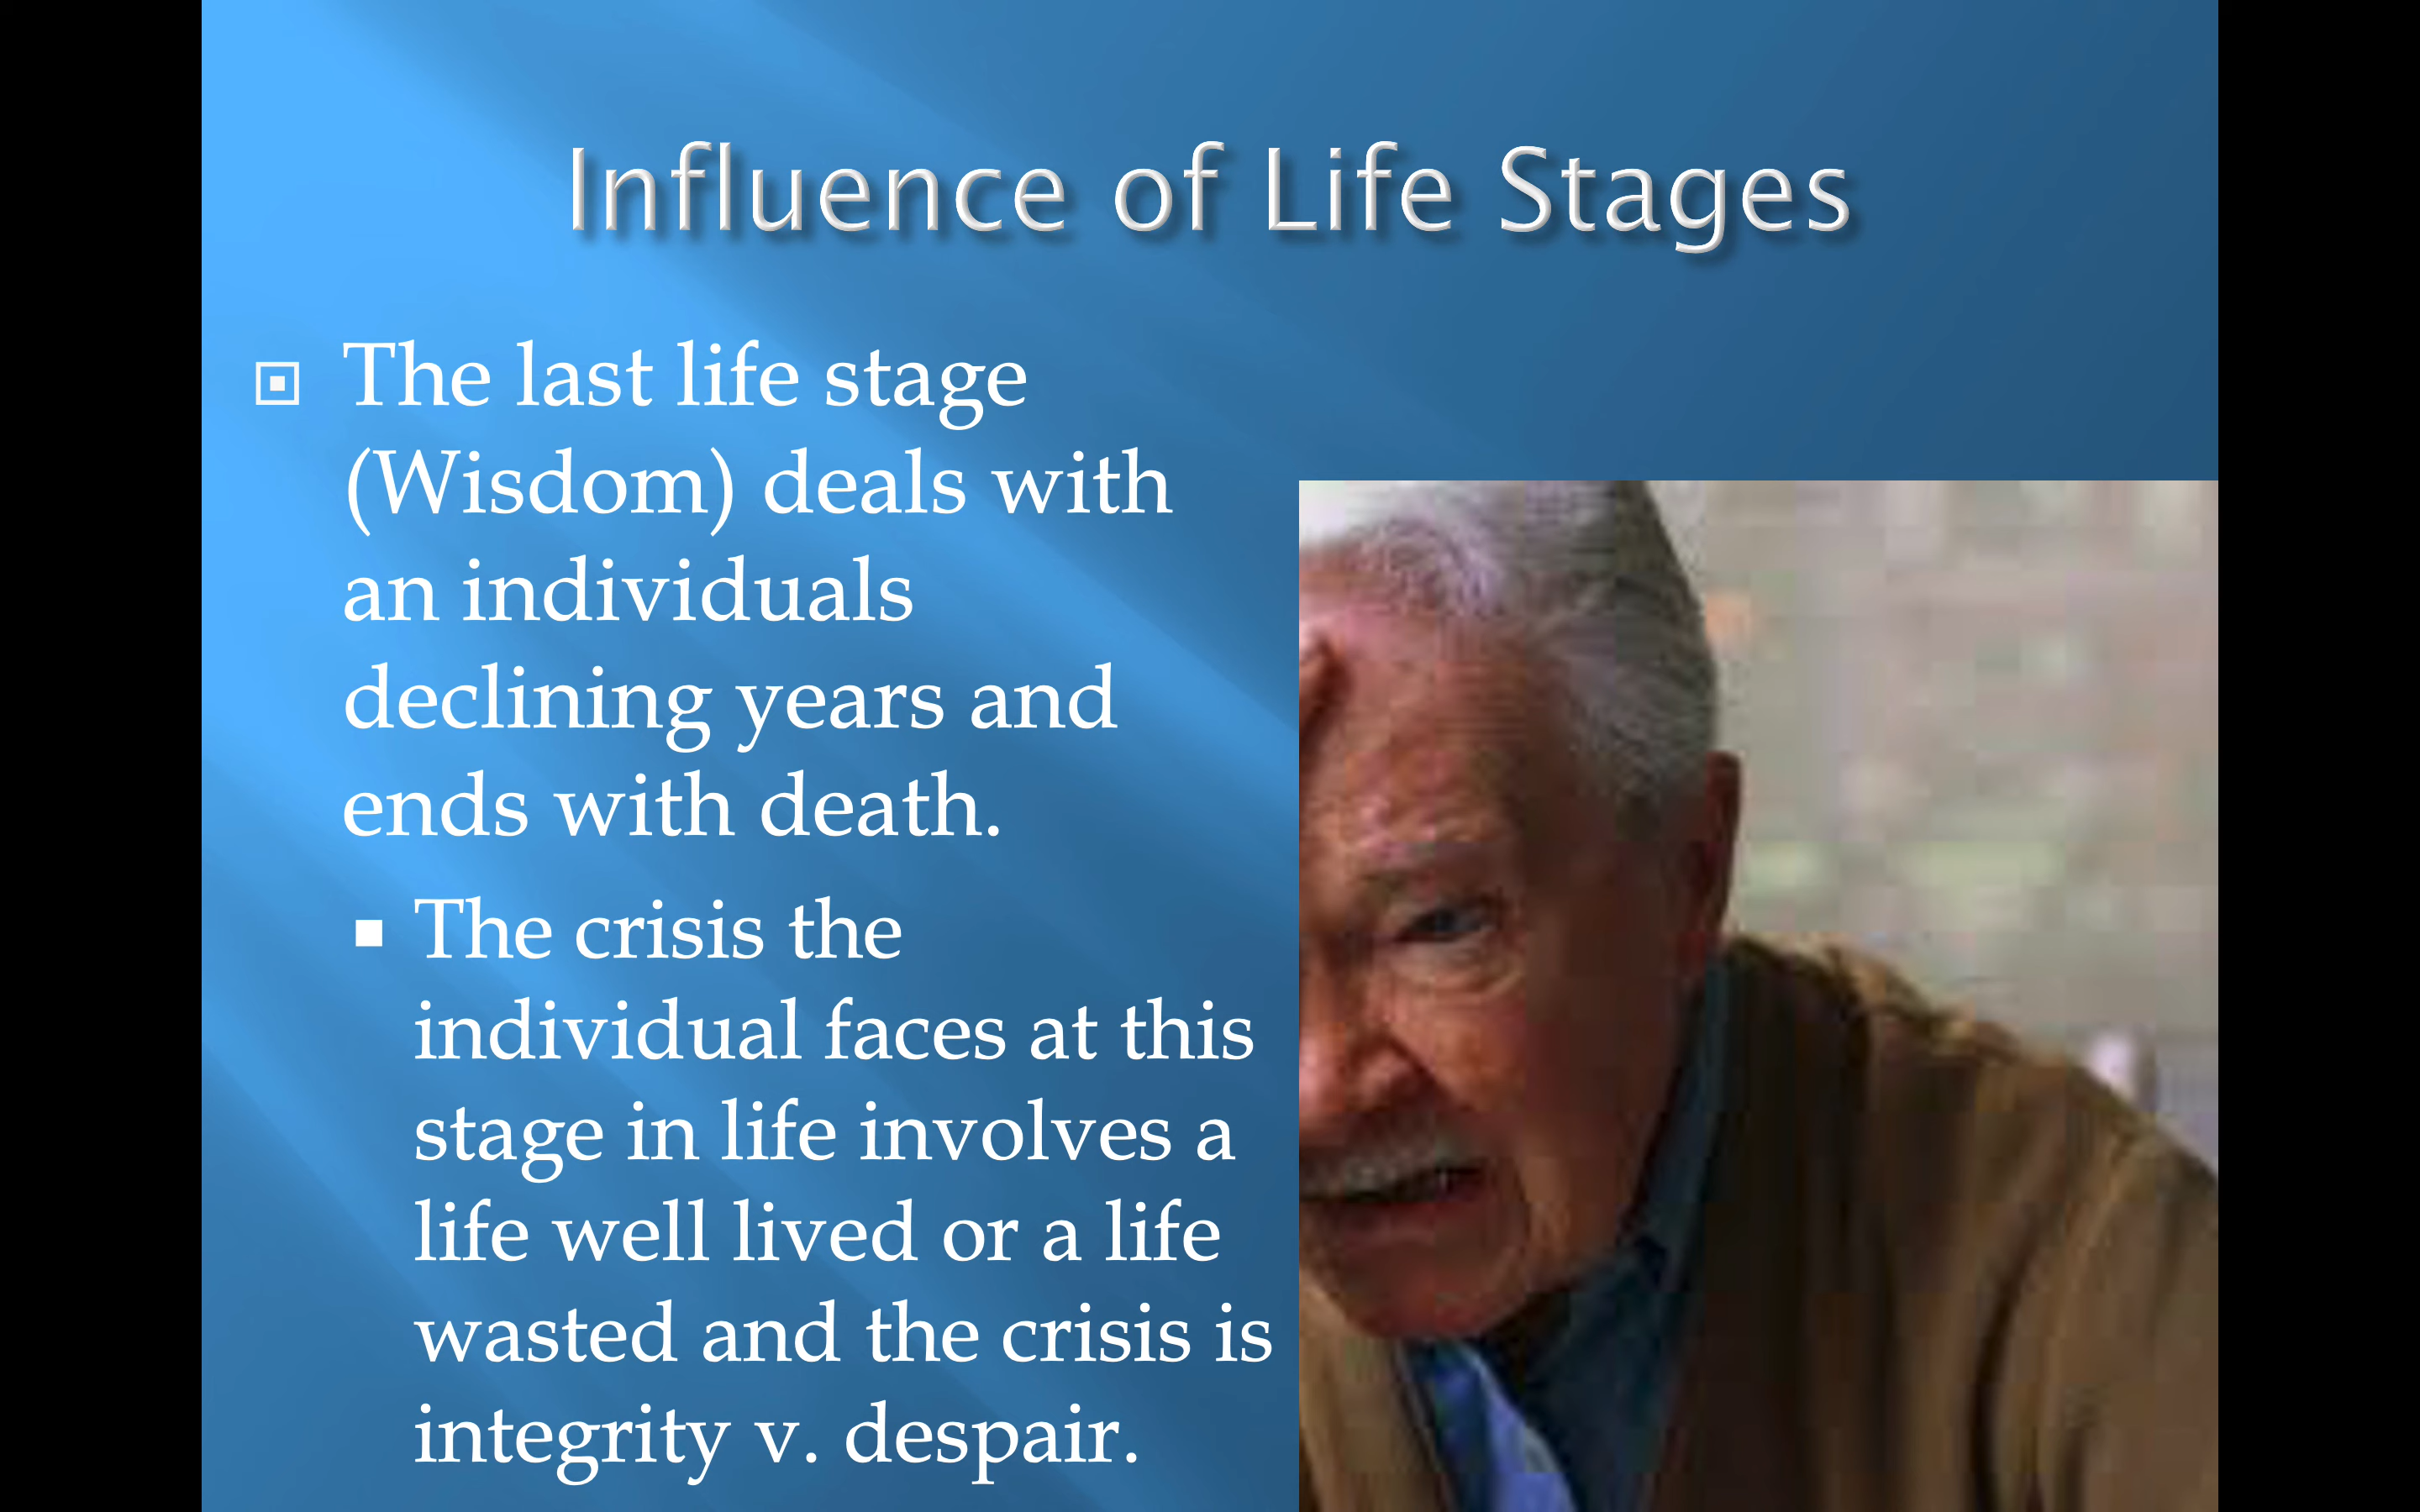 Influence of Life Stages
The last life stage
(Wisdom) deals with
an individuals
declining years and
ends with death.
The crisis the
individual faces at this
stage in life involves a
life well lived or a life
wasted and the crisis is
integrity v. despair.